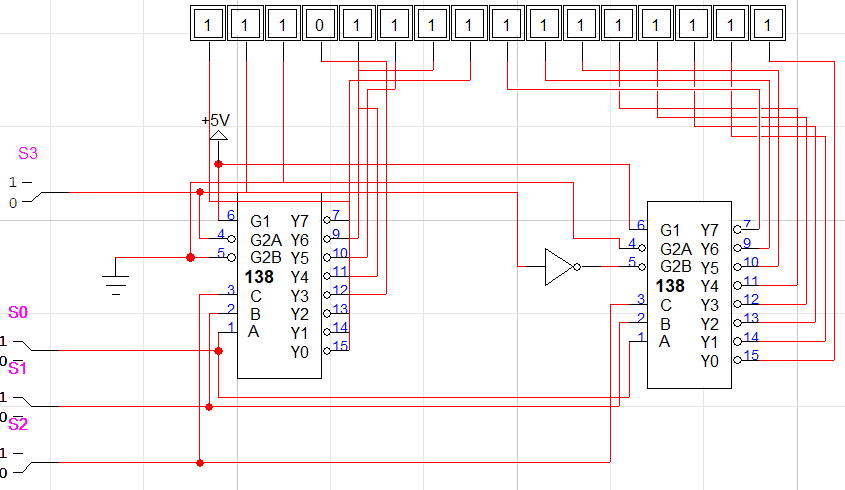 1 1 1 0 1 1 1 1 1 1 1 1 1 1 1 1
+5V
S3
1
0
6 G1 Y7 7
4 G2A Y6 9
5 G2B Y5 10
138 Y4 11
3 C Y3 12
2 B Y2 13
1 A Y1 14
Y0 15
6 G1 Y7 7
4 G2A Y6 9
5 G2B Y5 10
138 Y4 11
3 C Y3 12
2 B Y2 13
1 A Y1 14
Y0 15
S0
1
0
S1
1
0
S2
1
0